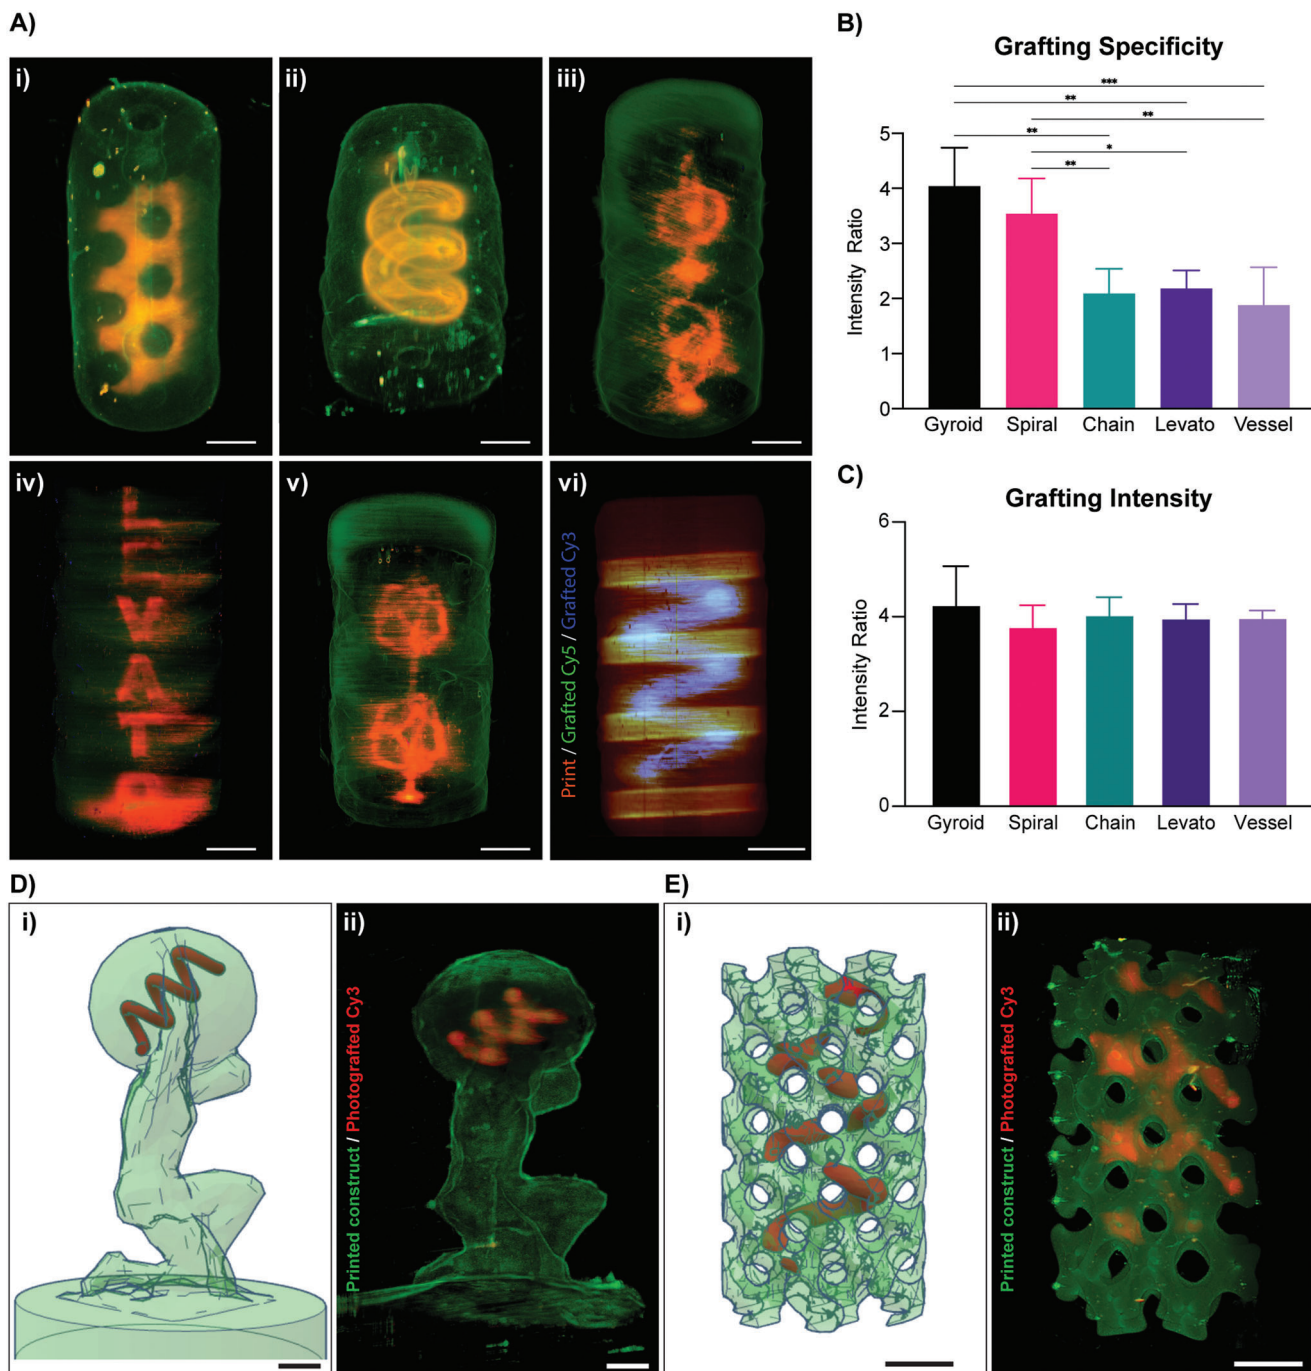 A)
i)
ii)
iii)
iv)
v)
vi)
Print / Grafted Cy5 / Grafted Cy3
B)
Grafting Specificity
***
**
**
**
*
**
Intensity Ratio
5
4
3
2
1
0
Gyroid Spiral Chain Levato Vessel
C)
Grafting Intensity
Intensity Ratio
6
4
2
0
Gyroid Spiral Chain Levato Vessel
D)
i)
ii)
Printed construct / Photografted Cy3
E)
i)
ii)
Printed construct / Photografted Cy3